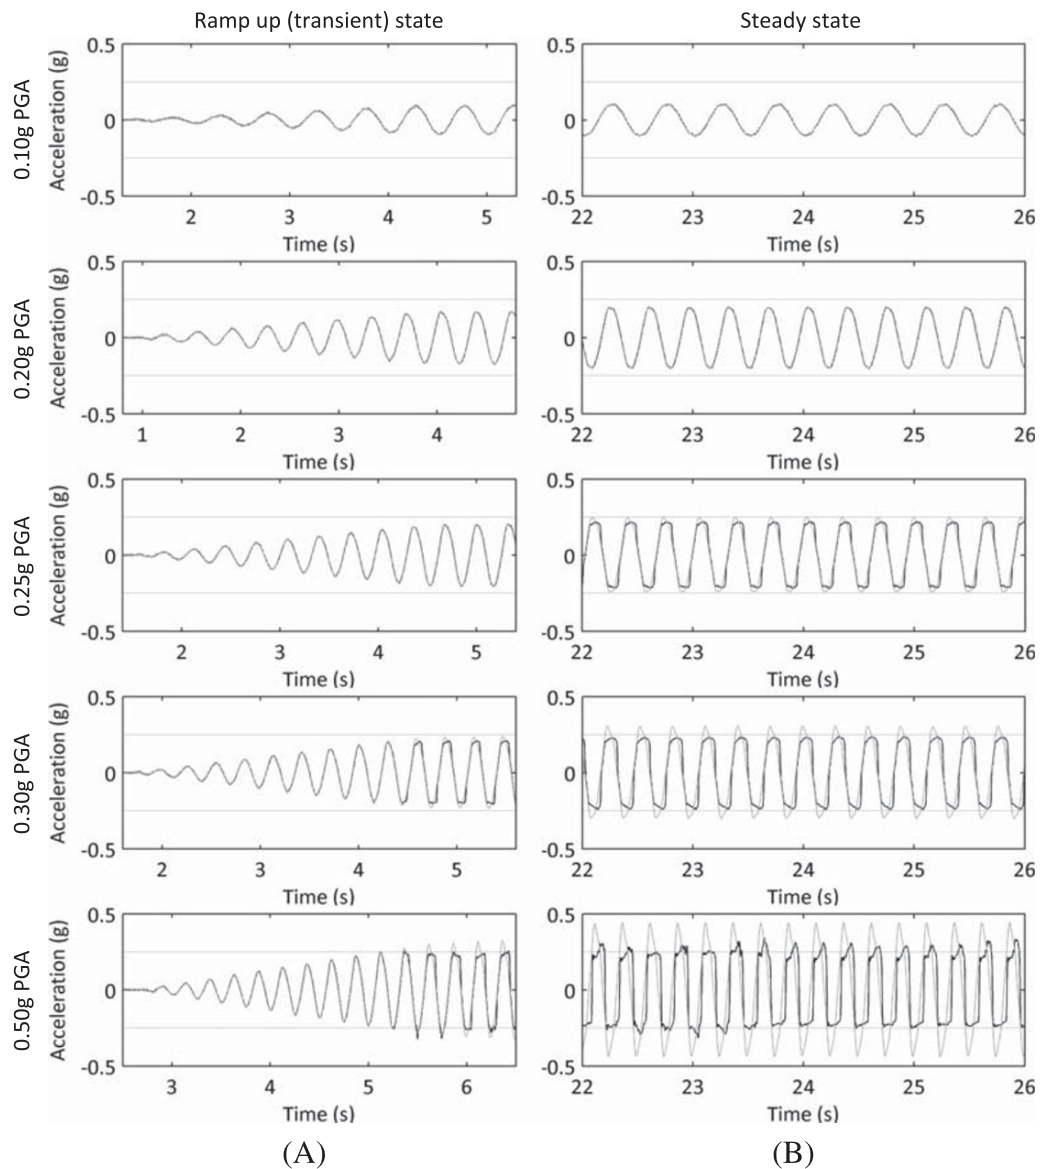 Ramp up (transient) state Steady state
0.10g PGA
Acceleration (g)
0.5
0
-0.5
2 3 4 5
Time (s)
0.5
0
-0.5
22 23 24 25 26
Time (s)
0.20g PGA
Acceleration (g)
0.5
0
-0.5
1 2 3 4
Time (s)
0.5
0
-0.5
22 23 24 25 26
Time (s)
0.25g PGA
Acceleration (g)
0.5
0
-0.5
2 3 4 5
Time (s)
0.5
0
-0.5
22 23 24 25 26
Time (s)
0.30g PGA
Acceleration (g)
0.5
0
-0.5
2 3 4 5
Time (s)
0.5
0
-0.5
22 23 24 25 26
Time (s)
0.50g PGA
Acceleration (g)
0.5
0
-0.5
3 4 5 6
Time (s)
0.5
0
-0.5
22 23 24 25 26
Time (s)
(A) (B)